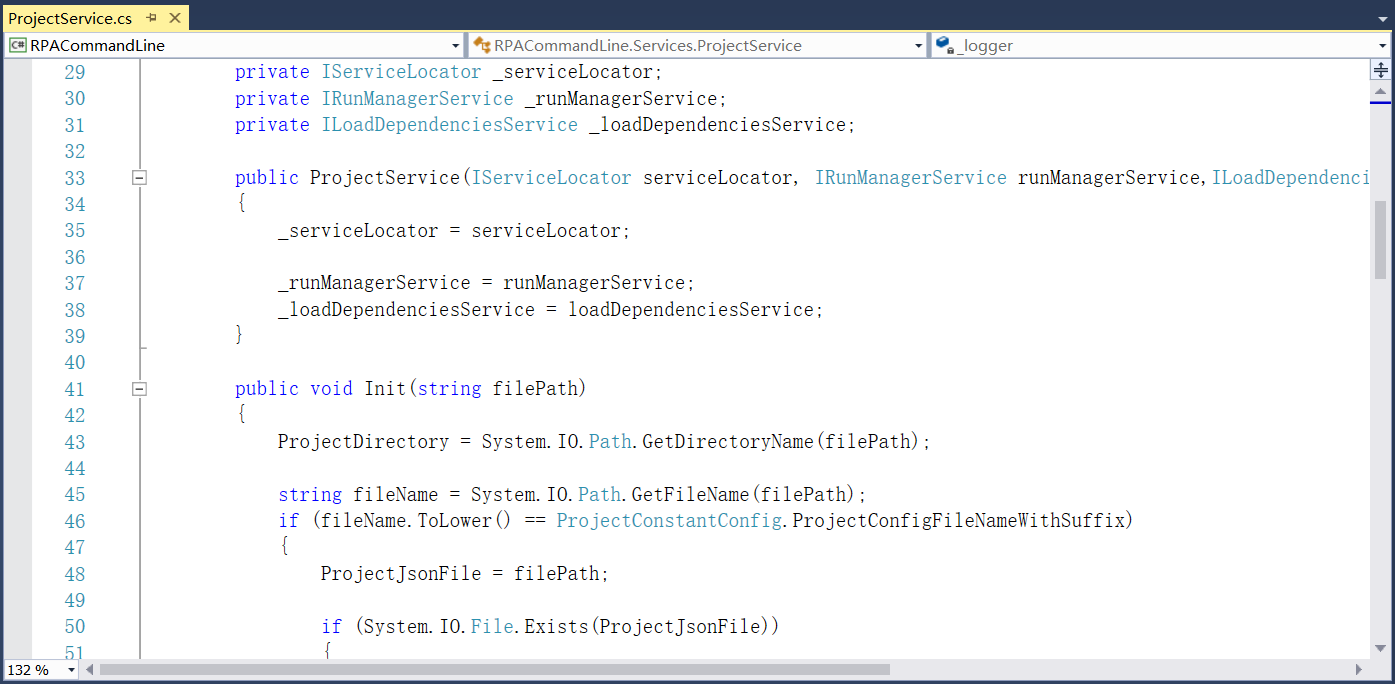 ProjectService.cs
RPACommandLine RPACommandLine.Services.ProjectService _logger
29 private IServiceLocator _serviceLocator;
30 private IRunManagerService _runManagerService;
31 private ILoadDependenciesService _loadDependenciesService;
32
33 public ProjectService(IServiceLocator serviceLocator, IRunManagerService runManagerService,ILoadDependenci
34 {
35 _serviceLocator = serviceLocator;
36
37 _runManagerService = runManagerService;
38 _loadDependenciesService = loadDependenciesService;
39 }
40
41 public void Init(string filePath)
42 {
43 ProjectDirectory = System.IO.Path.GetDirectoryName(filePath);
44
45 string fileName = System.IO.Path.GetFileName(filePath);
46 if (fileName.ToLower() == ProjectConstantConfig.ProjectConfigFileNameWithSuffix)
47 {
48 ProjectJsonFile = filePath;
49
50 if (System.IO.File.Exists(ProjectJsonFile))
51 {
132 %